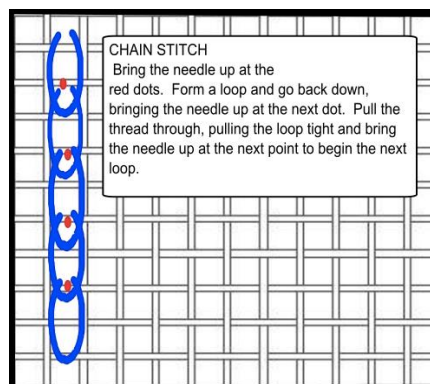 CHAIN STITCH
Bring the needle up at the
red dots. Form a loop and go back down,
bringing the needle up at the next dot. Pull the
thread through, pulling the loop tight and bring
the needle up at the next point to begin the next
loop.